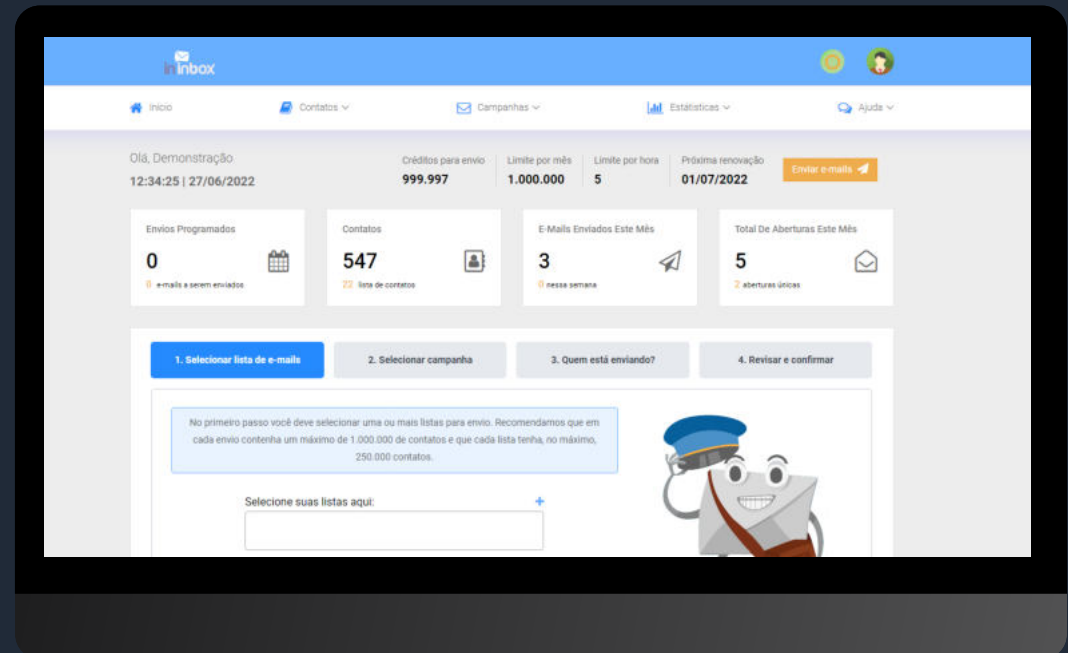 in inbox
Início
Contatos
Campanhas
Estátisticas
Ajuda
Olá, Demonstração
12:34:25 | 27/06/2022
Créditos para envio
999.997
Limite por mês
1.000.000
Limite por hora
5
Próxima renovação
01/07/2022
Enviar e-mails
Envios Programados
0
0 e-mails a serem enviados
Contatos
547
22 lista de contatos
E-Mails Enviados Este Mês
3
0 nessa semana
Total De Aberturas Este Mês
5
2 aberturas únicas
1. Selecionar lista de e-mails
2. Selecionar campanha
3. Quem está enviando?
4. Revisar e confirmar
No primeiro passo você deve selecionar uma ou mais listas para envio. Recomendamos que em
cada envio contenha um máximo de 1.000.000 de contatos e que cada lista tenha, no máximo,
250.000 contatos.
Selecione suas listas aqui: